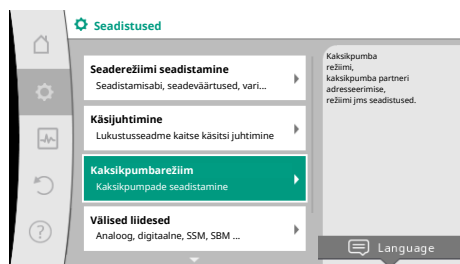 Seadistused
Seaderežiimi seadistamine
Seadistamisabi, seadeväärtused, vari...
Käsijuhtimine
Lukustusseadme kaitse käsitsi juhtimine
Kaksikpumbarežiim
Kaksikpumpade seadistamine
Välised liidesed
Analoog, digitaalne, SSM, SBM ...
Kaksikpumba
režiimi,
kaksikpumba partneri
adresseerimise,
režiimi jms seadistused.
Language